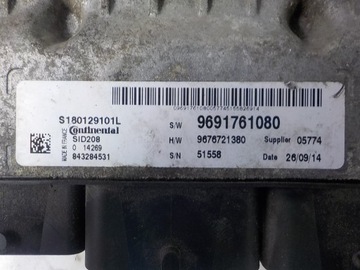 S180129101L
Continental
SID208
0 14269
843284531
MADE IN FRANCE
S/W 9691761080
H/W 9676721380 Supplier 05774
S/N 51558 Date 26/09/14